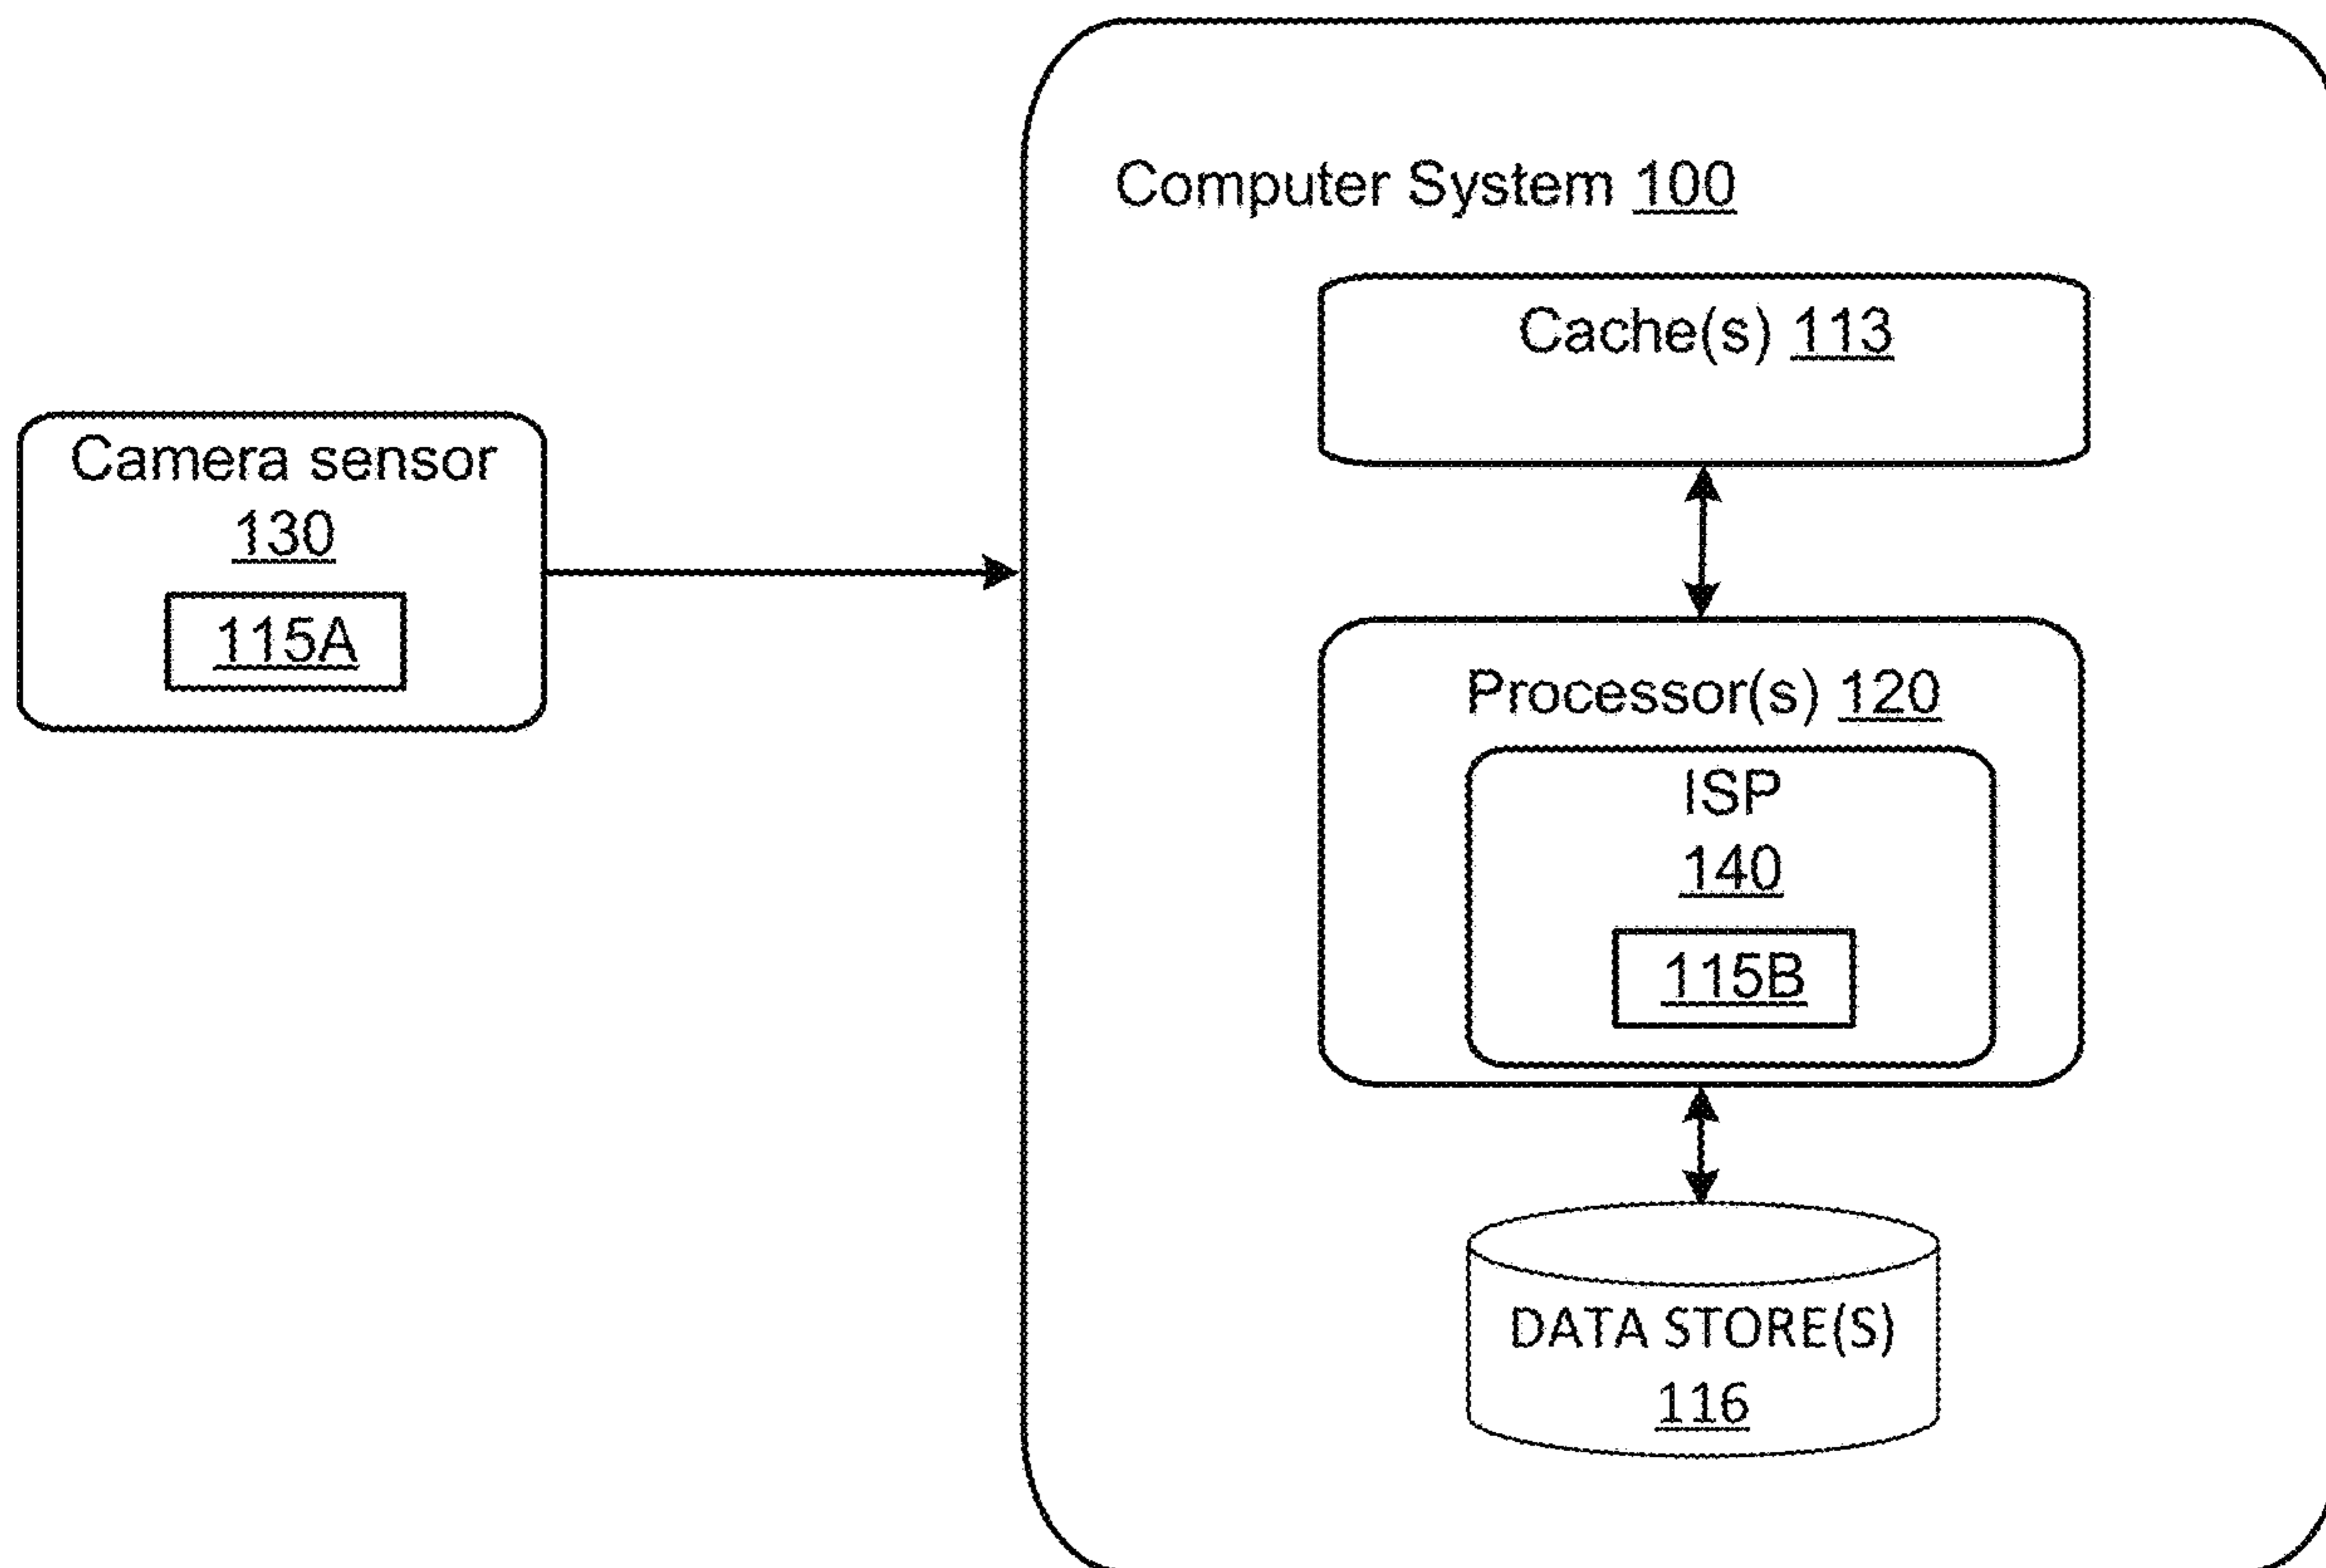 Computer System 100
Cache(s) 113
Camera sensor
130
115A
Processor(s) 120
ISP
140
115B
DATA STORE(S)
116